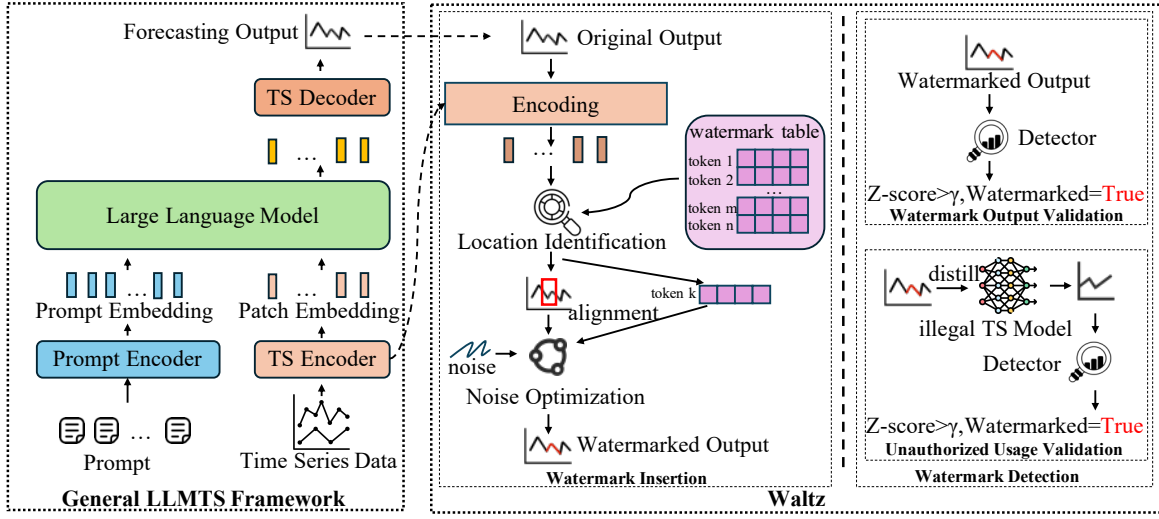 Forecasting Output
TS Decoder
...
Large Language Model
...
...
Prompt Embedding
Patch Embedding
Prompt Encoder
TS Encoder
...
Prompt
Time Series Data
General LLMTS Framework
Original Output
Encoding
...
watermark table
token 1
token 2
...
token m
token n
Location Identification
alignment
token k
noise
Noise Optimization
Watermarked Output
Watermark Insertion
Watermarked Output
Detector
Z-score>γ,Watermarked=True
Watermark Output Validation
distill
illegal TS Model
Detector
Z-score>γ,Watermarked=True
Unauthorized Usage Validation
Watermark Detection
Waltz